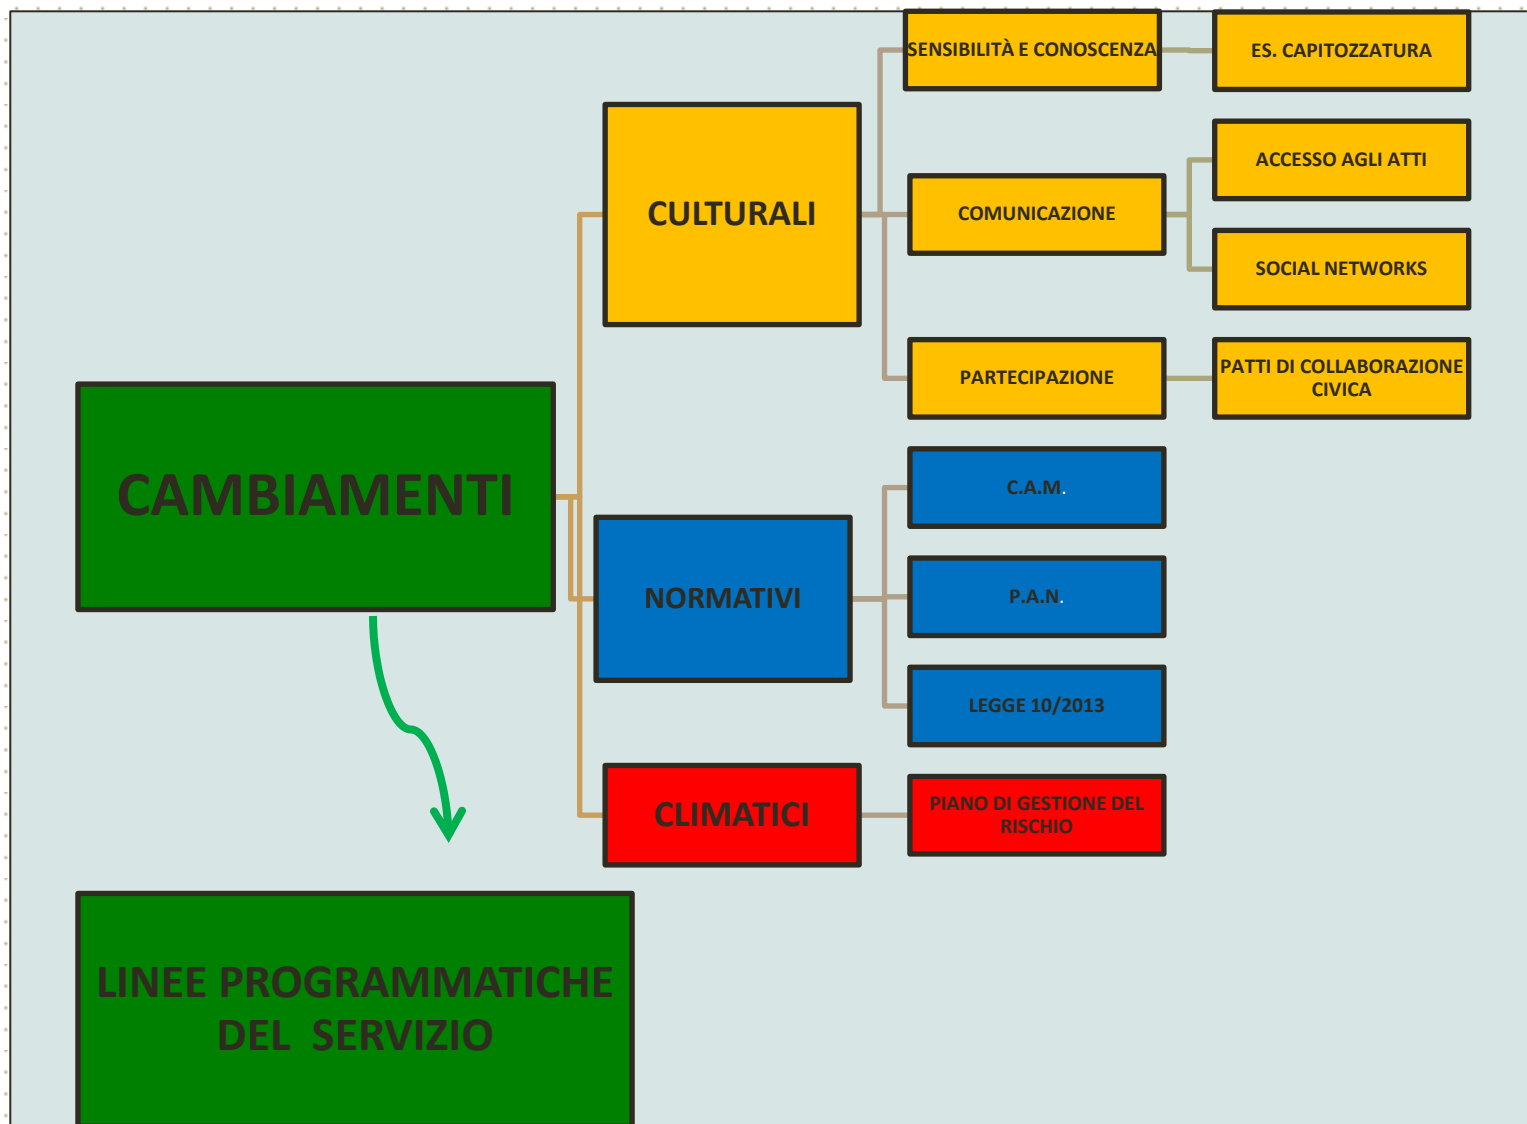 SENSIBILITÀ E CONOSCENZA
ES. CAPITOZZATURA
ACCESSO AGLI ATTI
CULTURALI
COMUNICAZIONE
SOCIAL NETWORKS
PARTECIPAZIONE
PATTI DI COLLABORAZIONE
CIVICA
CAMBIAMENTI
C.A.M.
NORMATIVI
P.A.N.
LEGGE 10/2013
CLIMATICI
PIANO DI GESTIONE DEL
RISCHIO
LINEE PROGRAMMATICHE
DEL SERVIZIO